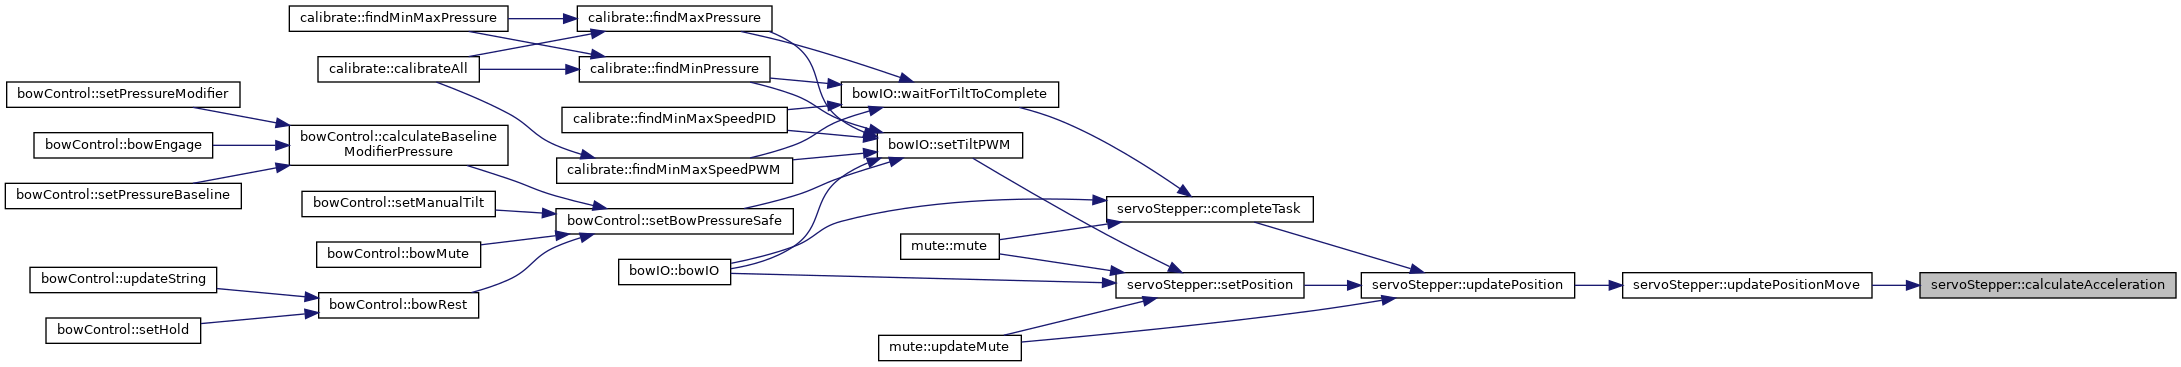 calibrate::findMinMaxPressure
calibrate::findMaxPressure
calibrate::calibrateAll
calibrate::findMinPressure
bowControl::setPressureModifier
bowIO::waitForTiltToComplete
calibrate::findMinMaxSpeedPID
bowControl::calculateBaseline
ModifierPressure
bowControl::bowEngage
bowIO::setTiltPWM
calibrate::findMinMaxSpeedPWM
bowControl::setPressureBaseline
bowControl::setManualTilt
servoStepper::completeTask
bowControl::setBowPressureSafe
mute::mute
bowControl::bowMute
bowIO::bowIO
bowControl::updateString
servoStepper::setPosition
servoStepper::updatePosition
servoStepper::updatePositionMove
servoStepper::calculateAcceleration
bowControl::bowRest
bowControl::setHold
mute::updateMute